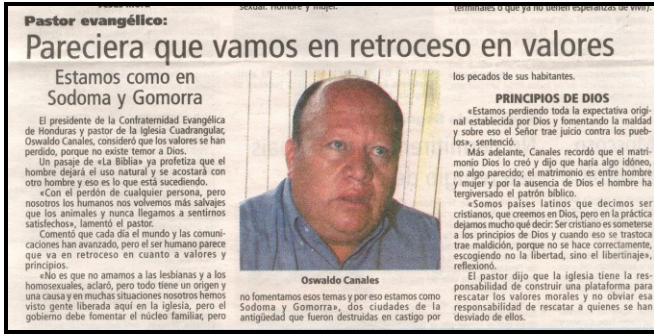 sexual. Hombre y mujer.
terminales o que ya no tienen esperanzas de vivir).
Pastor evangélico:
Pareciera que vamos en retroceso en valores
Estamos como en
Sodoma y Gomorra
El presidente de la Confraternidad Evangélica
de Honduras y pastor de la Iglesia Cuadrangular,
Oswaldo Canales, consideró que los valores se han
perdido, porque no existe temor a Dios.
Un pasaje de «La Biblia» ya profetiza que el
hombre dejará el uso natural y se acostará con
otro hombre y eso es lo que está sucediendo.
«Con el perdón de cualquier persona, pero
nosotros los humanos nos volvemos más salvajes
que los animales y nunca llegamos a sentirnos
satisfechos», lamentó el pastor.
Comentó que cada día el mundo y las comuni-
caciones han avanzado, pero el ser humano parece
que va en retroceso en cuanto a valores y
principios.
«No es que no amamos a las lesbianas y a los
homosexuales, aclaró, pero todo tiene un origen y
una causa y en muchas situaciones nosotros hemos
visto gente liberada aquí en la iglesia, pero el
gobierno debe fomentar el núcleo familiar, pero
Oswaldo Canales
no fomentamos esos temas y por eso estamos como
Sodoma y Gomorra», dos ciudades de la
antigüedad que fueron destruidas en castigo por
los pecados de sus habitantes.
PRINCIPIOS DE DIOS
«Estamos perdiendo toda la expectativa origi-
nal establecida por Dios y fomentando la maldad
y sobre eso el Señor trae juicio contra los pueb-
los», sentenció.
Más adelante, Canales recordó que el matri-
monio Dios lo creó y dijo que haría algo idóneo,
no algo parecido; el matrimonio es entre hombre
y mujer y por la ausencia de Dios el hombre ha
tergiversado el patrón bíblico.
«Somos países latinos que decimos ser
cristianos, que creemos en Dios, pero en la práctica
dejamos mucho qué decir: Ser cristiano es someterse
a los principios de Dios y cuando eso se trastoca
trae maldición, porque no se hace correctamente,
escogiendo no la libertad, sino el libertinaje»,
reflexionó.
El pastor dijo que la iglesia tiene la res-
ponsabilidad de construir una plataforma para
rescatar los valores morales y no obviar esa
responsabilidad de rescatar a quienes se han
desviado de ellos.